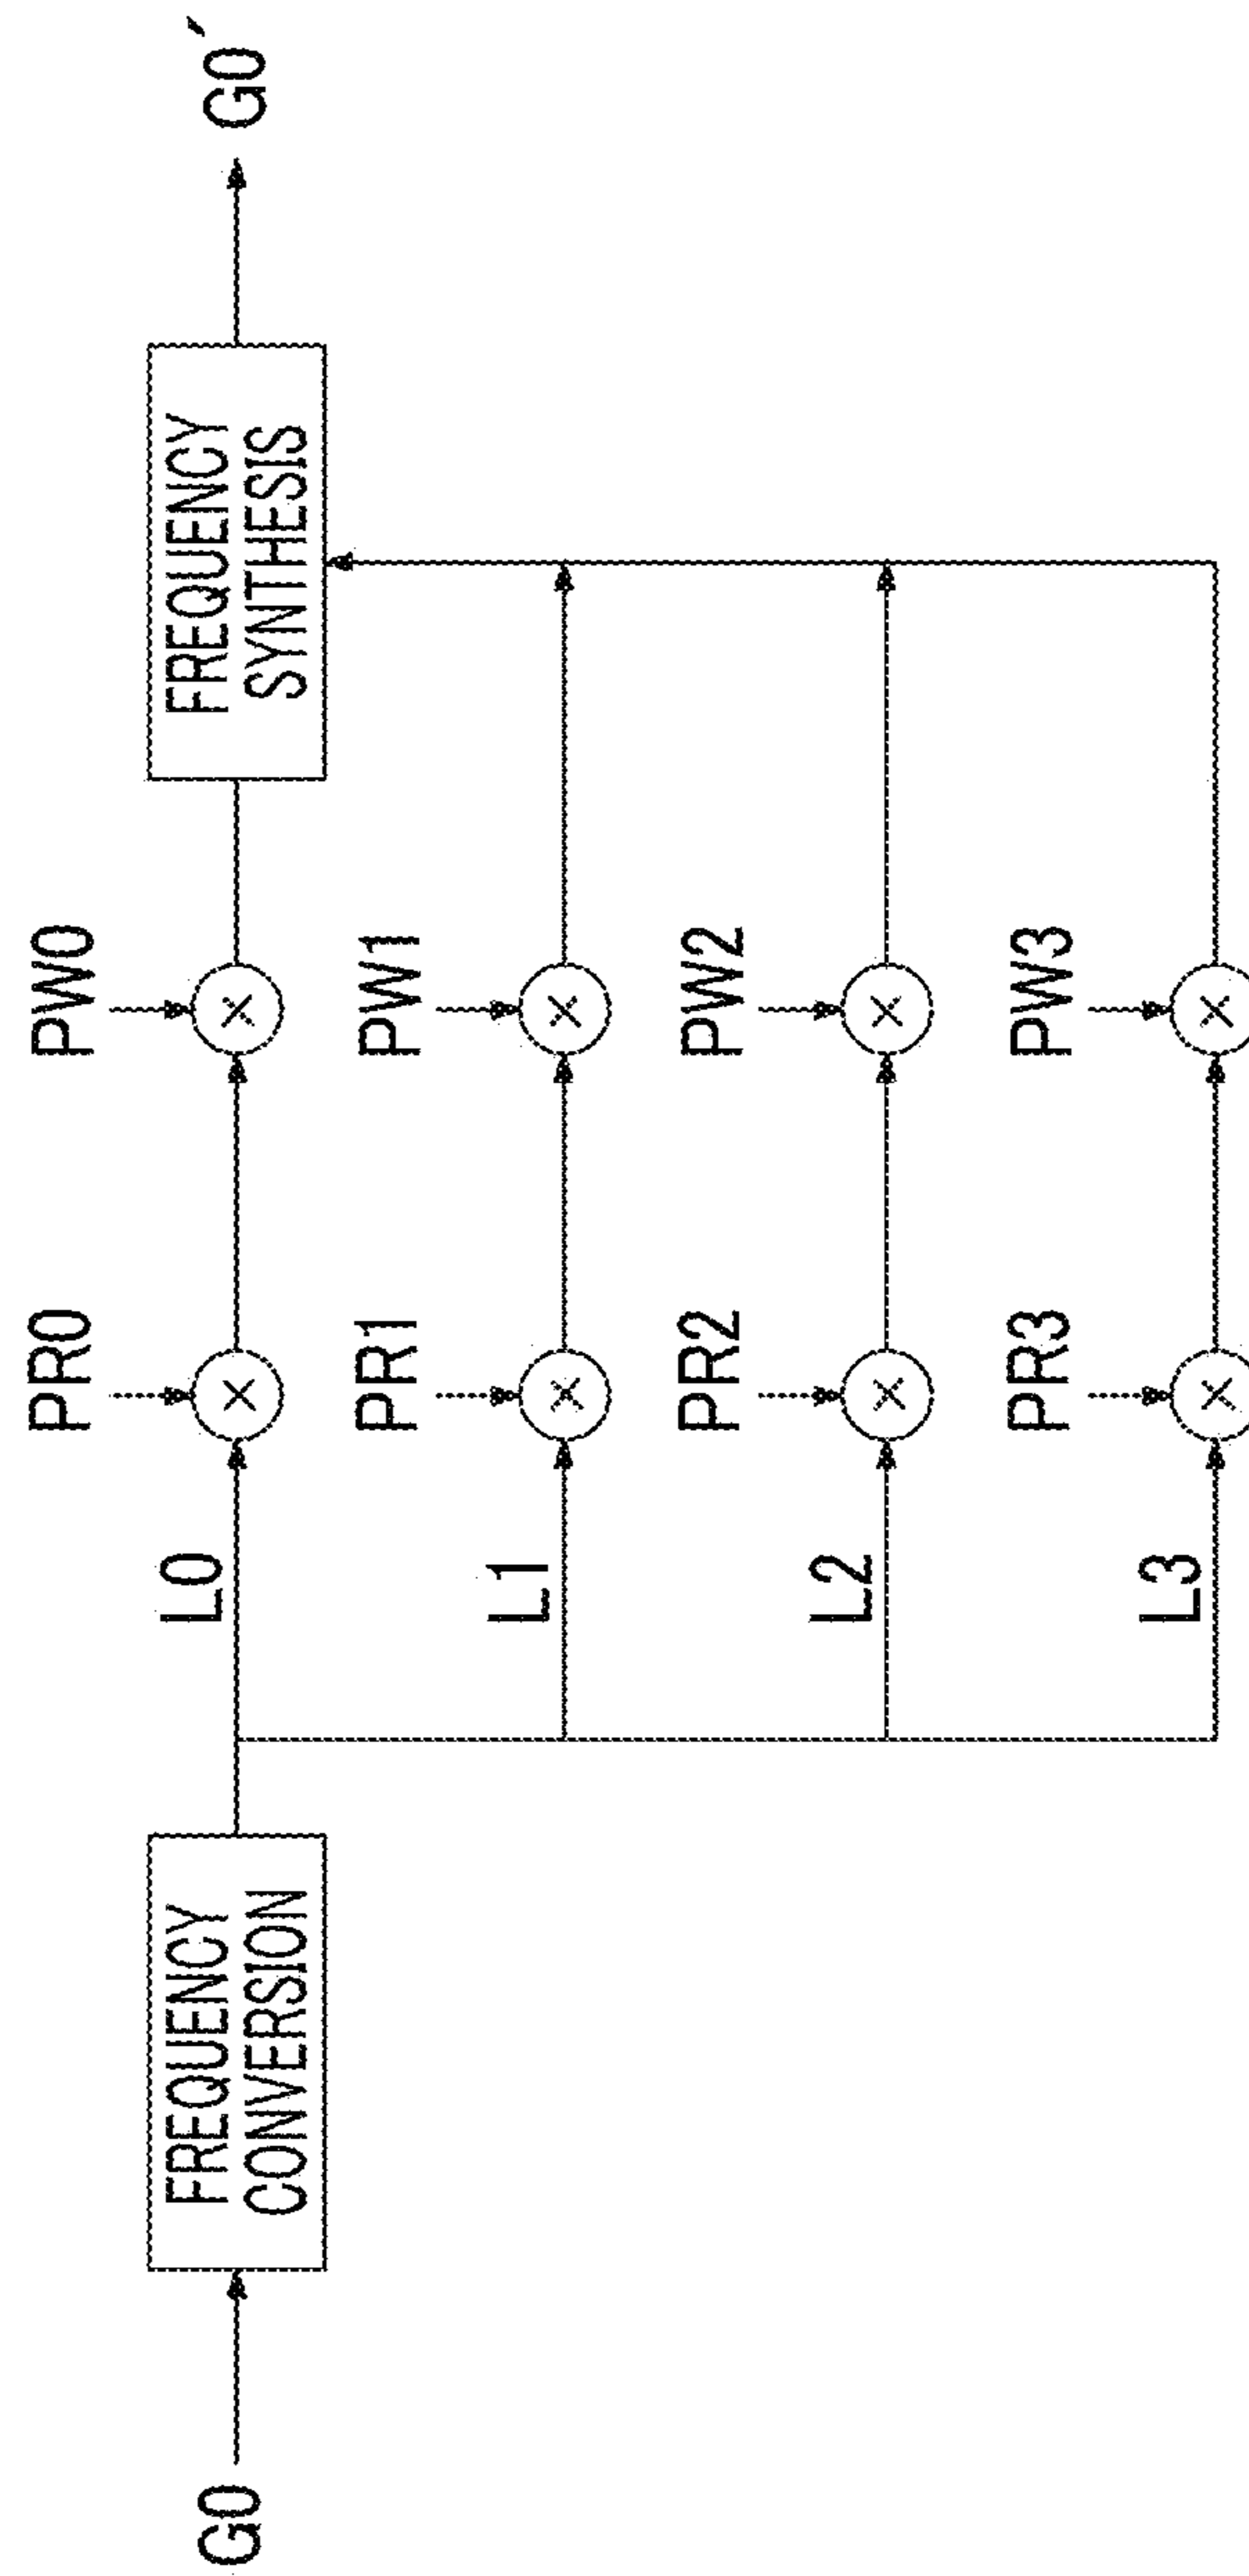 G0
FREQUENCY
CONVERSION
L0
PR0
PW0
FREQUENCY
SYNTHESIS
G0´
L1
PR1
PW1
L2
PR2
PW2
L3
PR3
PW3